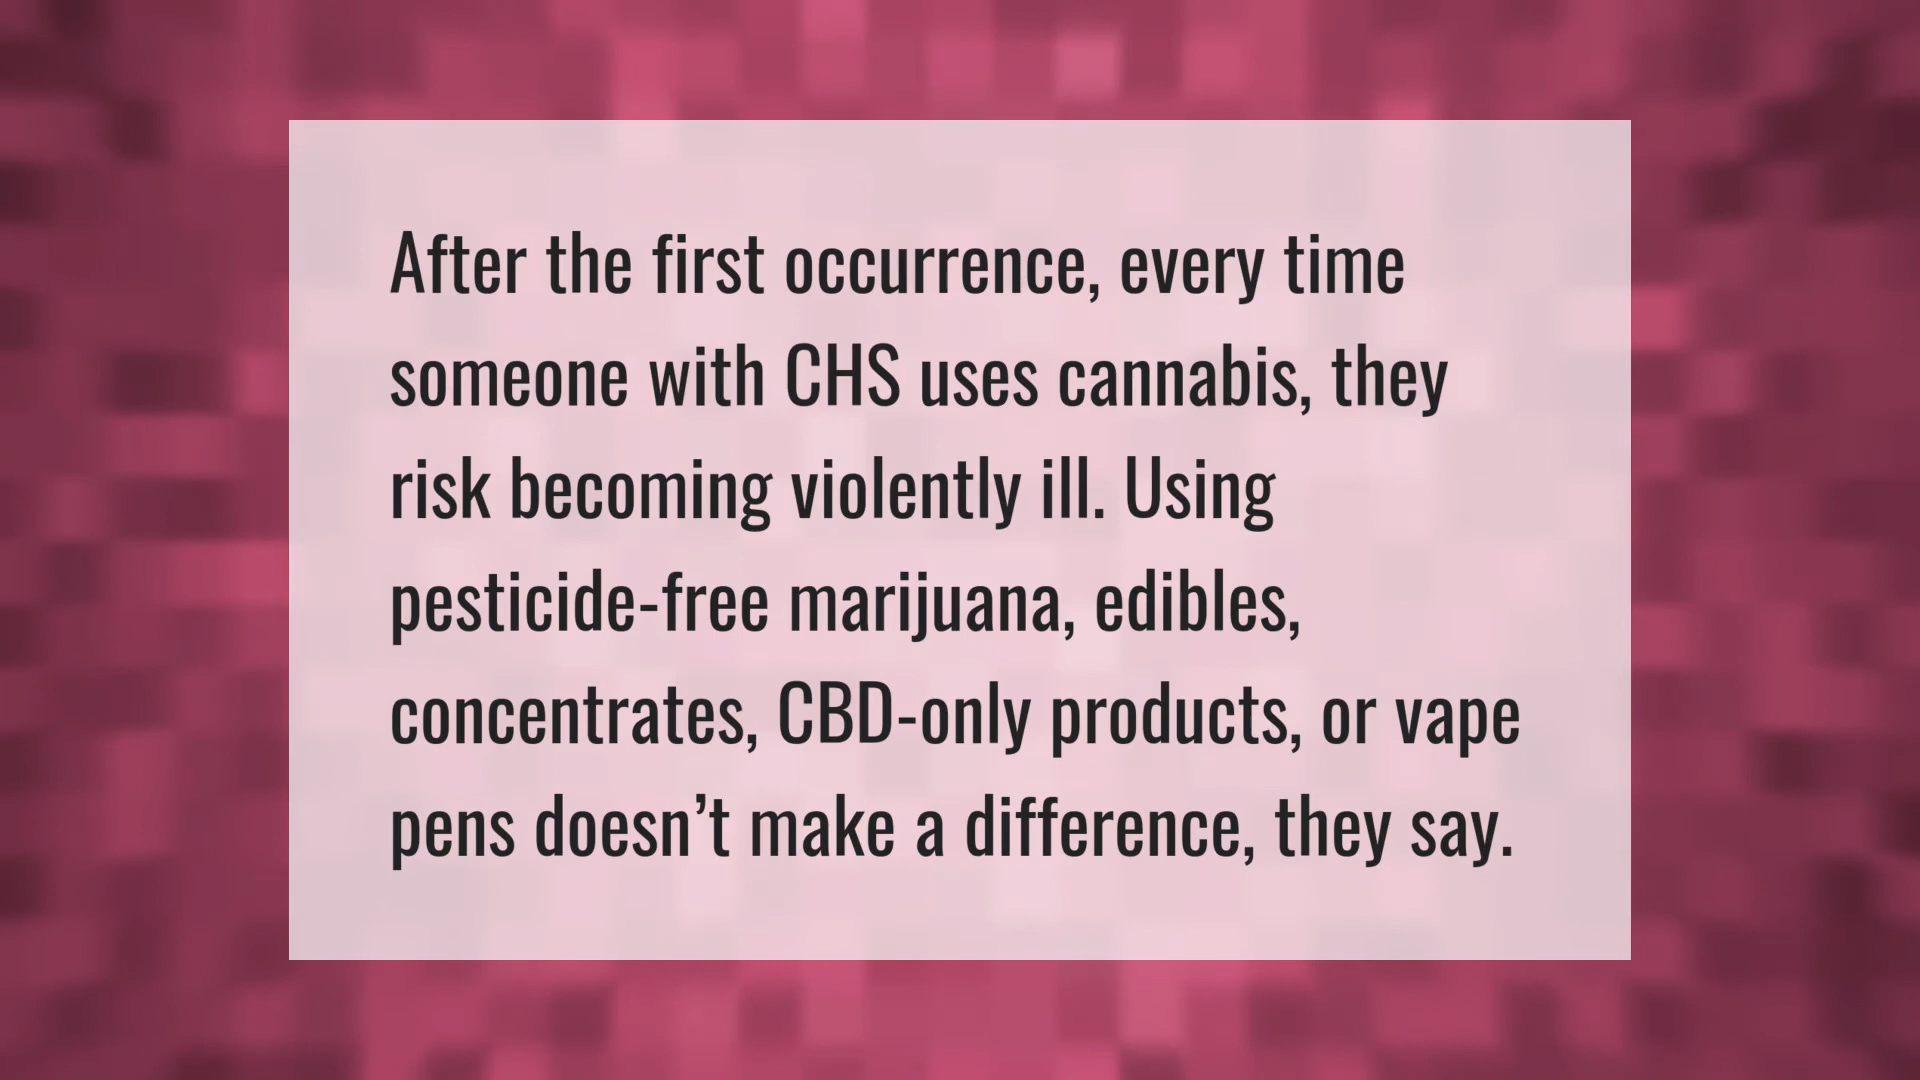 After the first occurrence, every time
someone with CHS uses cannabis, they
risk becoming violently ill. Using
pesticide-free marijuana, edibles,
concentrates, CBD-only products, or vape
pens doesn’t make a difference, they say.